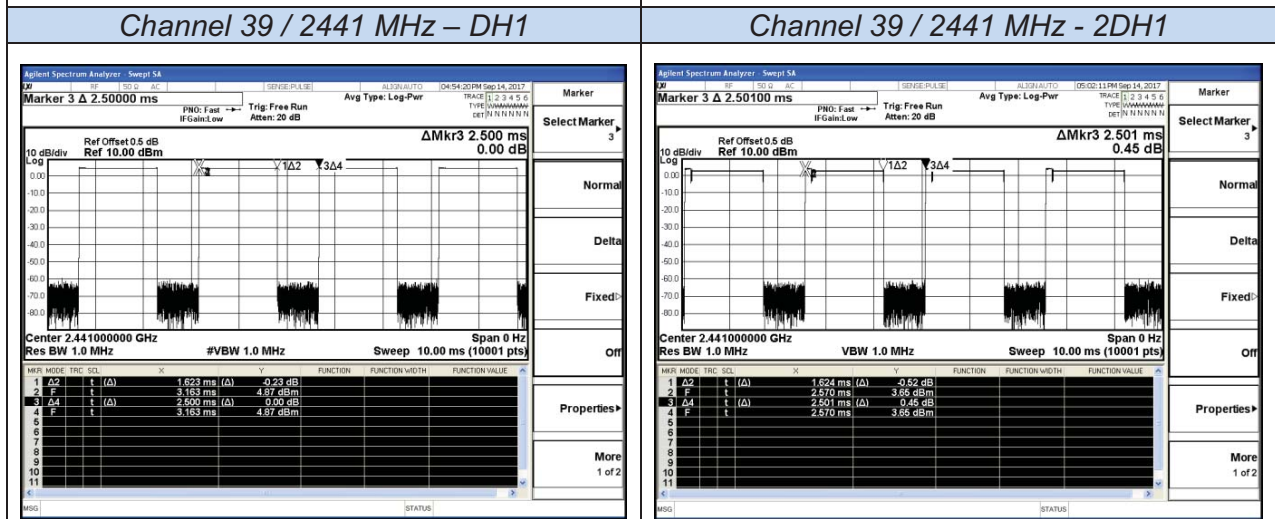 Channel 39 / 2441 MHz – DH1
Agilent Spectrum Analyzer - Swept SA
RF 50 Ω AC SENSE:PULSE ALIGNAUTO 04:54:20PM Sep 14, 2017
Marker 3 Δ 2.50000 ms
PNO: Fast
IFGain:Low
Trig: Free Run
Atten: 20 dB
Avg Type: Log-Pwr
TRACE 1 2 3 4 5 6
TYPE
DET N N N N N N
Ref Offset 0.5 dB
10 dB/div Ref 10.00 dBm
Log
ΔMkr3 2.500 ms
0.00 dB
1Δ2 3Δ4
0.00
-10.0
-20.0
-30.0
-40.0
-50.0
-60.0
-70.0
-80.0
Center 2.441000000 GHz Span 0 Hz
Res BW 1.0 MHz #VBW 1.0 MHz Sweep 10.00 ms (10001 pts)
MKR MODE TRC SCL X Y FUNCTION FUNCTION WIDTH FUNCTION VALUE
1 Δ2 t (Δ) 1.623 ms (Δ) -0.23 dB
2 F t 3.163 ms 4.87 dBm
3 Δ4 t (Δ) 2.500 ms (Δ) 0.00 dB
4 F t 3.163 ms 4.87 dBm
5
6
7
8
9
10
11
MSG STATUS
Marker
Select Marker
3
Normal
Delta
Fixed
Off
Properties
More
1 of 2
Channel 39 / 2441 MHz - 2DH1
Agilent Spectrum Analyzer - Swept SA
RF 50 Ω AC SENSE:PULSE ALIGNAUTO 05:02:11PM Sep 14, 2017
Marker 3 Δ 2.50100 ms
PNO: Fast
IFGain:Low
Trig: Free Run
Atten: 20 dB
Avg Type: Log-Pwr
TRACE 1 2 3 4 5 6
TYPE
DET N N N N N N
Ref Offset 0.5 dB
10 dB/div Ref 10.00 dBm
Log
ΔMkr3 2.501 ms
0.45 dB
1Δ2 3Δ4
0.00
-10.0
-20.0
-30.0
-40.0
-50.0
-60.0
-70.0
-80.0
Center 2.441000000 GHz Span 0 Hz
Res BW 1.0 MHz VBW 1.0 MHz Sweep 10.00 ms (10001 pts)
MKR MODE TRC SCL X Y FUNCTION FUNCTION WIDTH FUNCTION VALUE
1 Δ2 t (Δ) 1.624 ms (Δ) -0.52 dB
2 F t 2.570 ms 3.65 dBm
3 Δ4 t (Δ) 2.501 ms (Δ) 0.45 dB
4 F t 2.570 ms 3.65 dBm
5
6
7
8
9
10
11
MSG STATUS
Marker
Select Marker
3
Normal
Delta
Fixed
Off
Properties
More
1 of 2